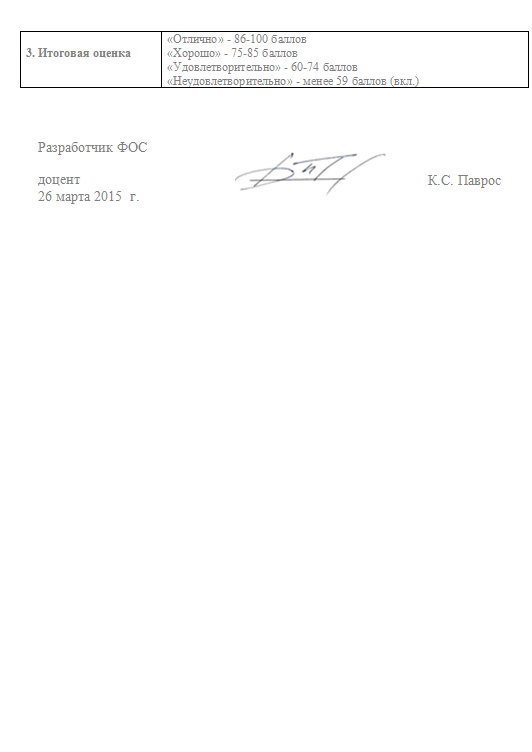 3. Итоговая оценка
«Отлично» - 86-100 баллов
«Хорошо» - 75-85 баллов
«Удовлетворительно» - 60-74 баллов
«Неудовлетворительно» - менее 59 баллов (вкл.)
Разработчик ФОС
доцент К.С. Паврос
26 марта 2015 г.